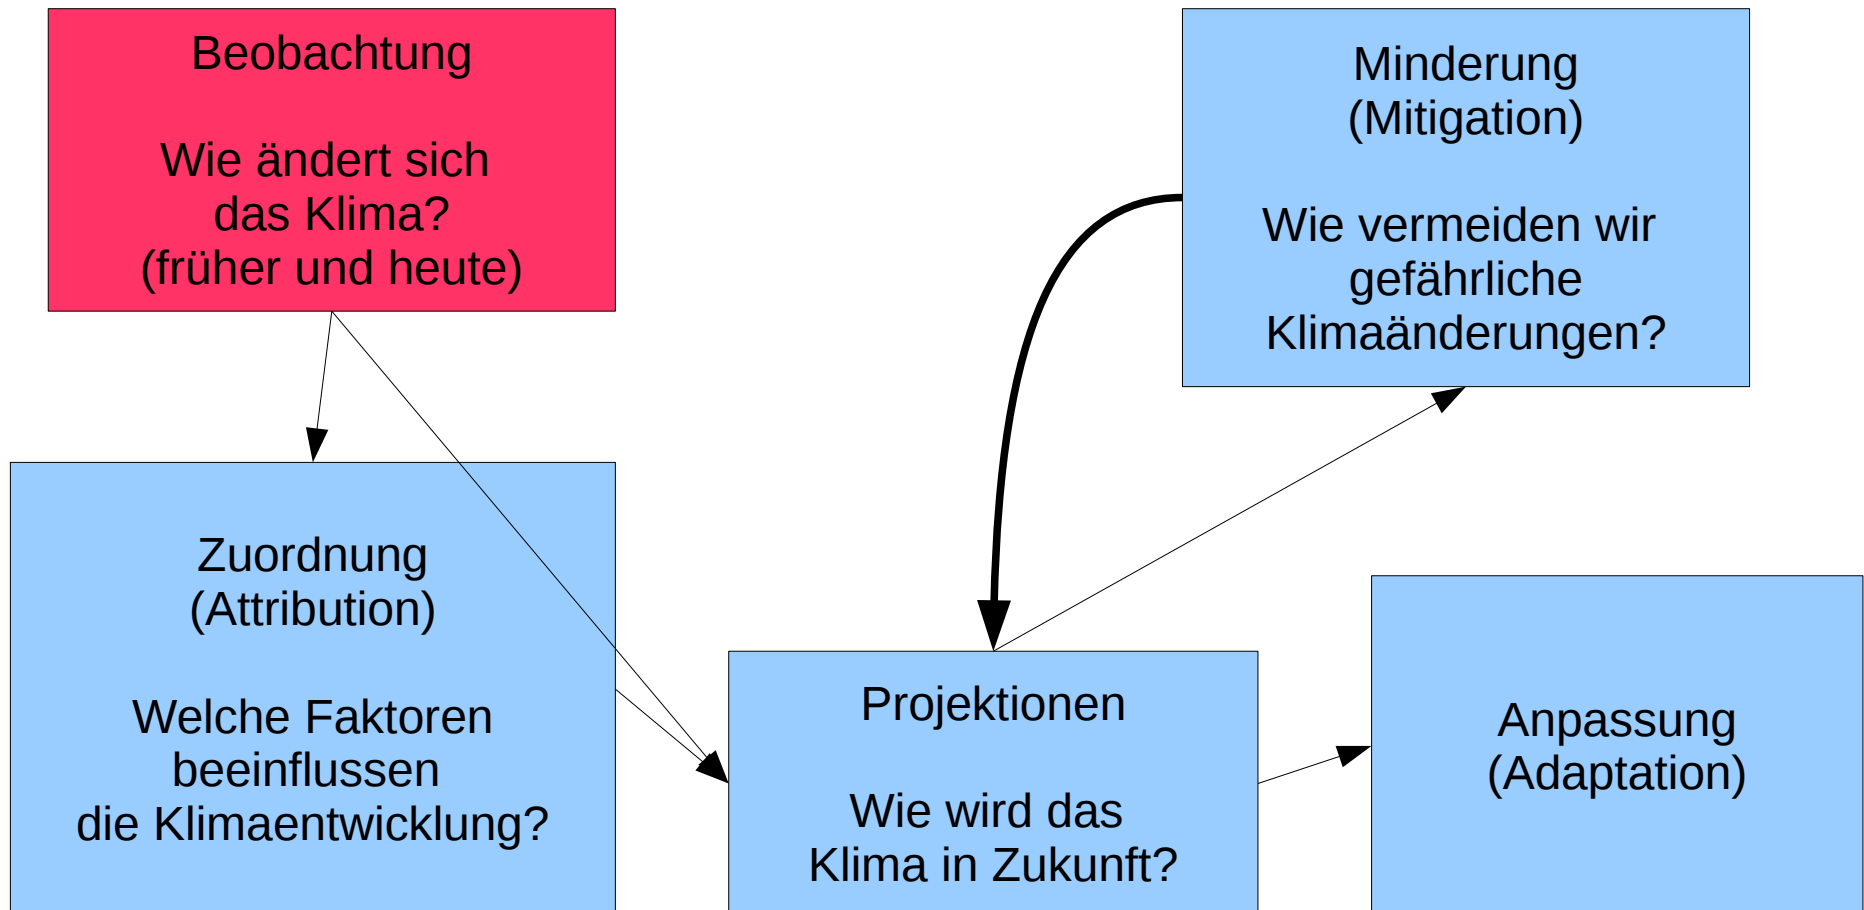 Beobachtung
Wie ändert sich
das Klima?
(früher und heute)
Minderung
(Mitigation)
Wie vermeiden wir
gefährliche
Klimaänderungen?
Zuordnung
(Attribution)
Welche Faktoren
beeinflussen
die Klimaentwicklung?
Projektionen
Wie wird das
Klima in Zukunft?
Anpassung
(Adaptation)